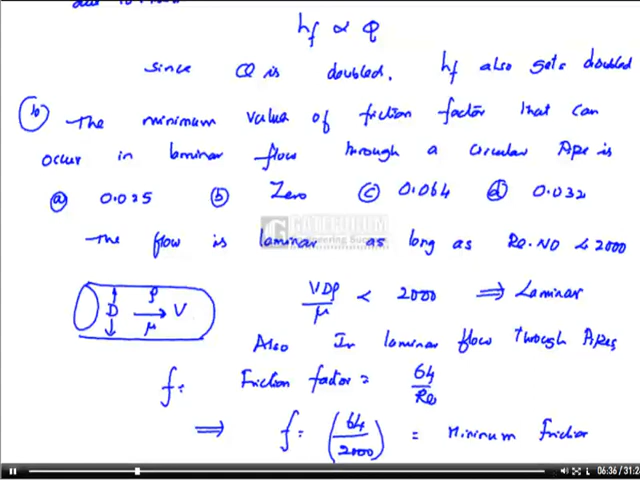 hf ∝ Q
since Q is doubled, hf also gets doubled
(b) The minimum value of friction factor that can
occur in laminar flow through a circular Pipe is
(a) 0.025 (b) Zero (c) 0.064 (d) 0.032
The flow is laminar as long as Re.NO < 2000
D ρ V μ VDρ/μ < 2000 ⟹ Laminar
Also In laminar flow through Pipes
f = Friction factor = 64/Re
⟹ f = (64/2000) = Minimum Friction
06:36/31:2